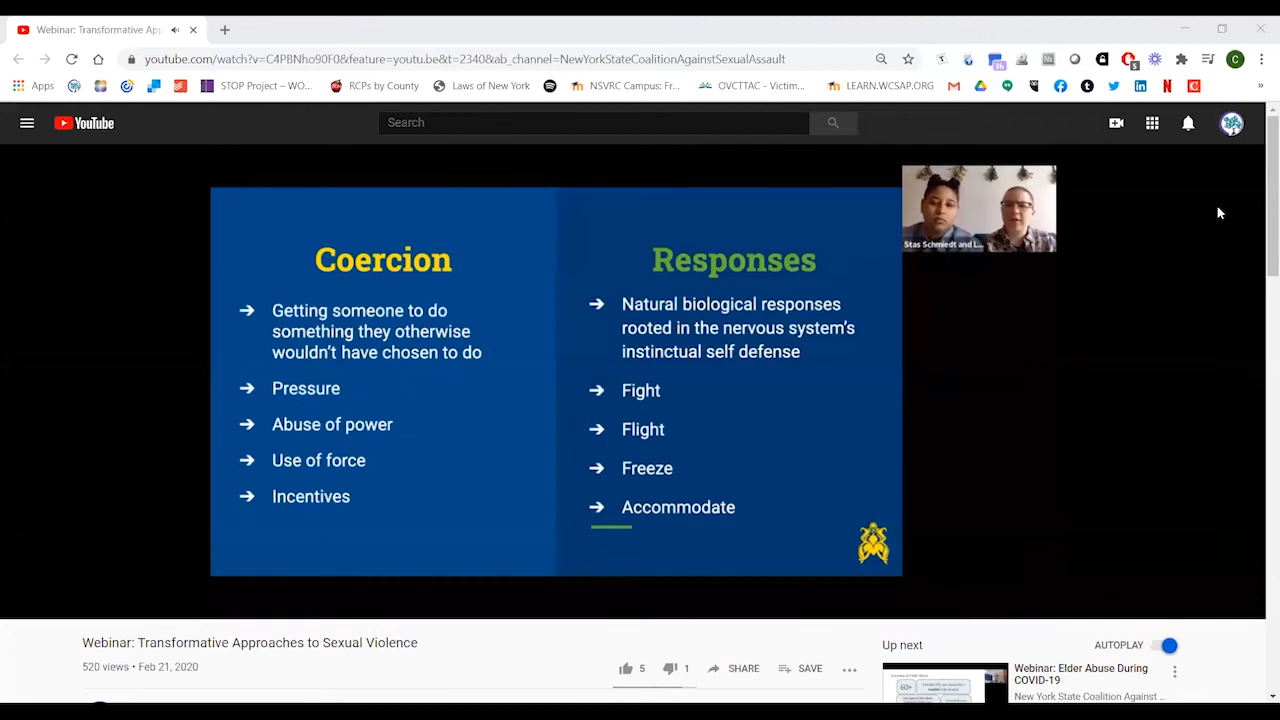 Webinar: Transformative App
youtube.com/watch?v=C4PBNho90F0&feature=youtube&t=2340&ab_channel=NewYorkStateCoalitionAgainstSexualAssault
Apps
STOP Project – WO...
RCPs by County
Laws of New York
NSVRC Campus: Fr...
OVCTTAC - Victim...
LEARN.WCSAP.ORG
»
YouTube
Search
Stas Schmiedt and L...
Coercion
➔ Getting someone to do
something they otherwise
wouldn't have chosen to do
➔ Pressure
➔ Abuse of power
➔ Use of force
➔ Incentives
Responses
➔ Natural biological responses
rooted in the nervous system's
instinctual self defense
➔ Fight
➔ Flight
➔ Freeze
➔ Accommodate
Webinar: Transformative Approaches to Sexual Violence
520 views • Feb 21, 2020
5
1
SHARE
SAVE
Up next
AUTOPLAY
60+
Webinar: Elder Abuse During
COVID-19
New York State Coalition Against ...